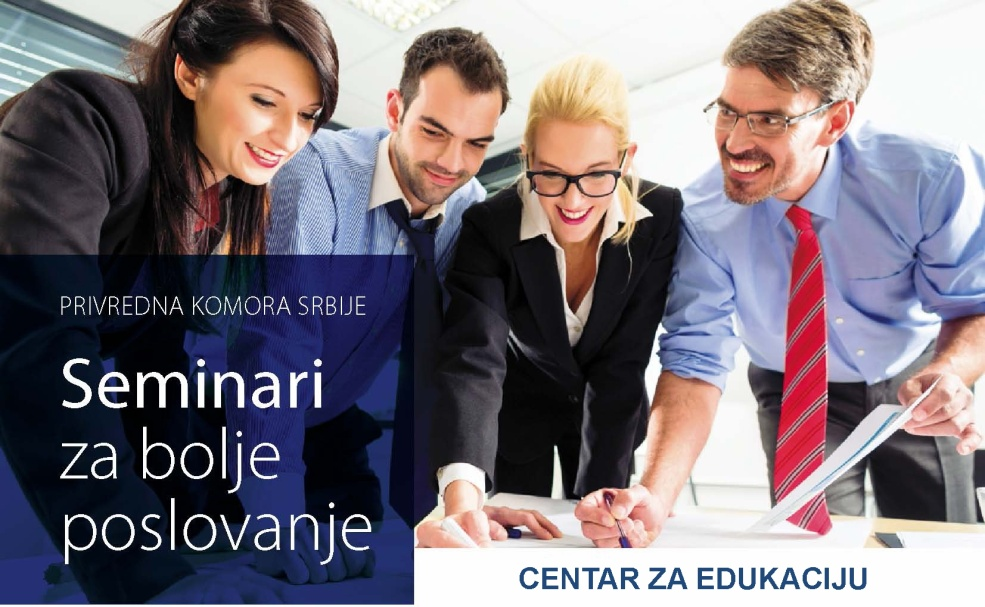 PRIVREDNA KOMORA SRBIJE
Seminari
za bolje
poslovanje
CENTAR ZA EDUKACIJU